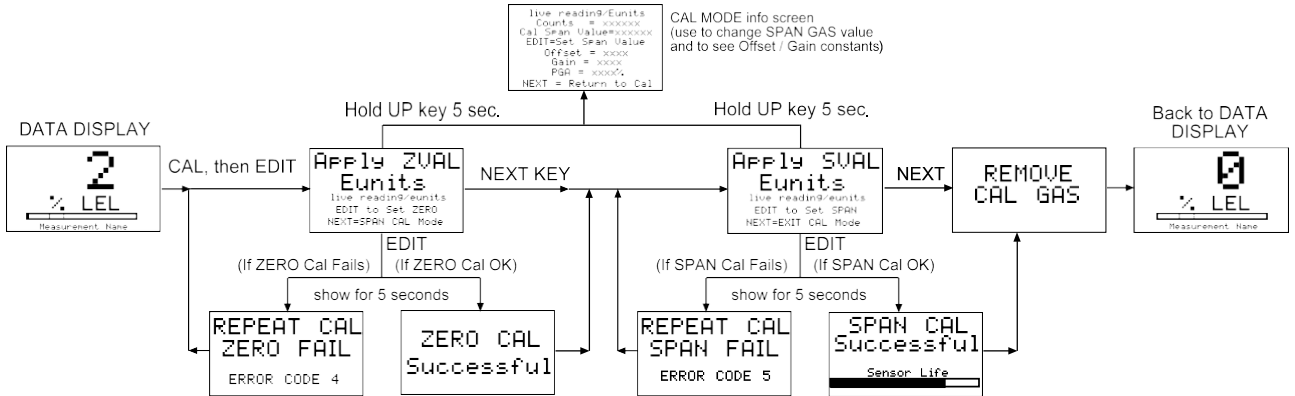 live reading/Eunits
Counts = xxxxxx
Cal Span Value=xxxxxx
EDIT=Set Span Value
Offset = xxxx
Gain = xxxx
PGA = xxxx%
NEXT = Return to Cal
CAL MODE info screen
(use to change SPAN GAS value
and to see Offset / Gain constants)
Hold UP key 5 sec.
Hold UP key 5 sec.
DATA DISPLAY
2
% LEL
Measurement Name
CAL, then EDIT
Apply ZVAL
Eunits
live reading/eunits
EDIT to Set ZERO
NEXT=SPAN CAL Mode
NEXT KEY
Apply SVAL
Eunits
live reading/eunits
EDIT to Set SPAN
NEXT=EXIT CAL Mode
NEXT
REMOVE
CAL GAS
Back to DATA
DISPLAY
0
% LEL
Measurement Name
EDIT
(If ZERO Cal Fails)
(If ZERO Cal OK)
show for 5 seconds
REPEAT CAL
ZERO FAIL
ERROR CODE 4
ZERO CAL
Successful
EDIT
(If SPAN Cal Fails)
(If SPAN Cal OK)
show for 5 seconds
REPEAT CAL
SPAN FAIL
ERROR CODE 5
SPAN CAL
Successful
Sensor Life